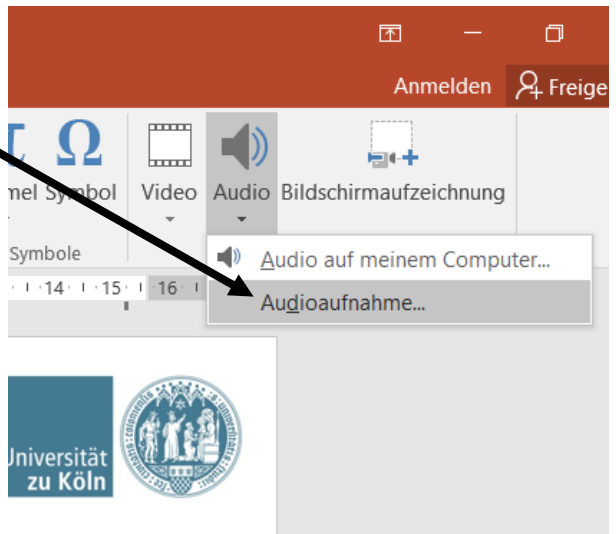 Anmelden Freige
mel Symbol Video Audio Bildschirmaufzeichnung
Symbole
Audio auf meinem Computer...
14 15 16
Audioaufnahme...
Universität
zu Köln